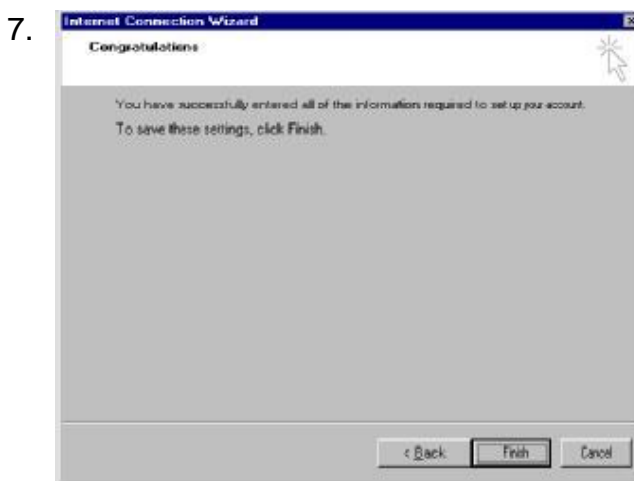 7.
Internet Connection Wizard
Congratulations
You have successfully entered all of the information required to set up your account.
To save these settings, click Finish.
< Back
Finish
Cancel